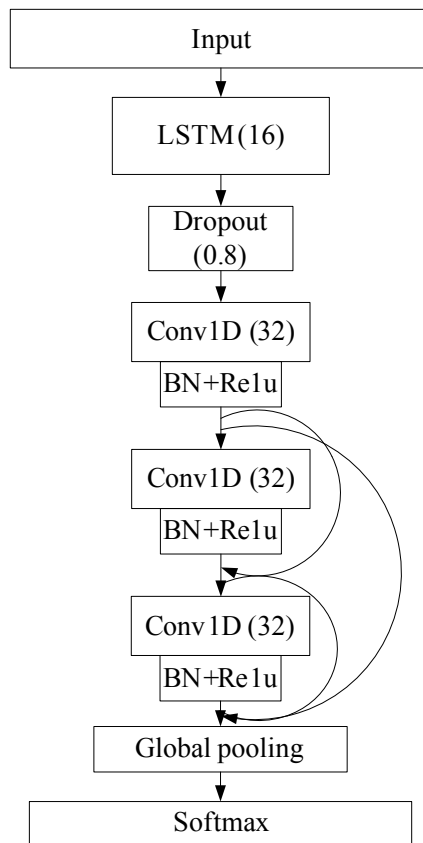 Input
LSTM(16)
Dropout
(0.8)
Conv1D (32)
BN+Re1u
Conv1D (32)
BN+Re1u
Conv1D (32)
BN+Re1u
Global pooling
Softmax